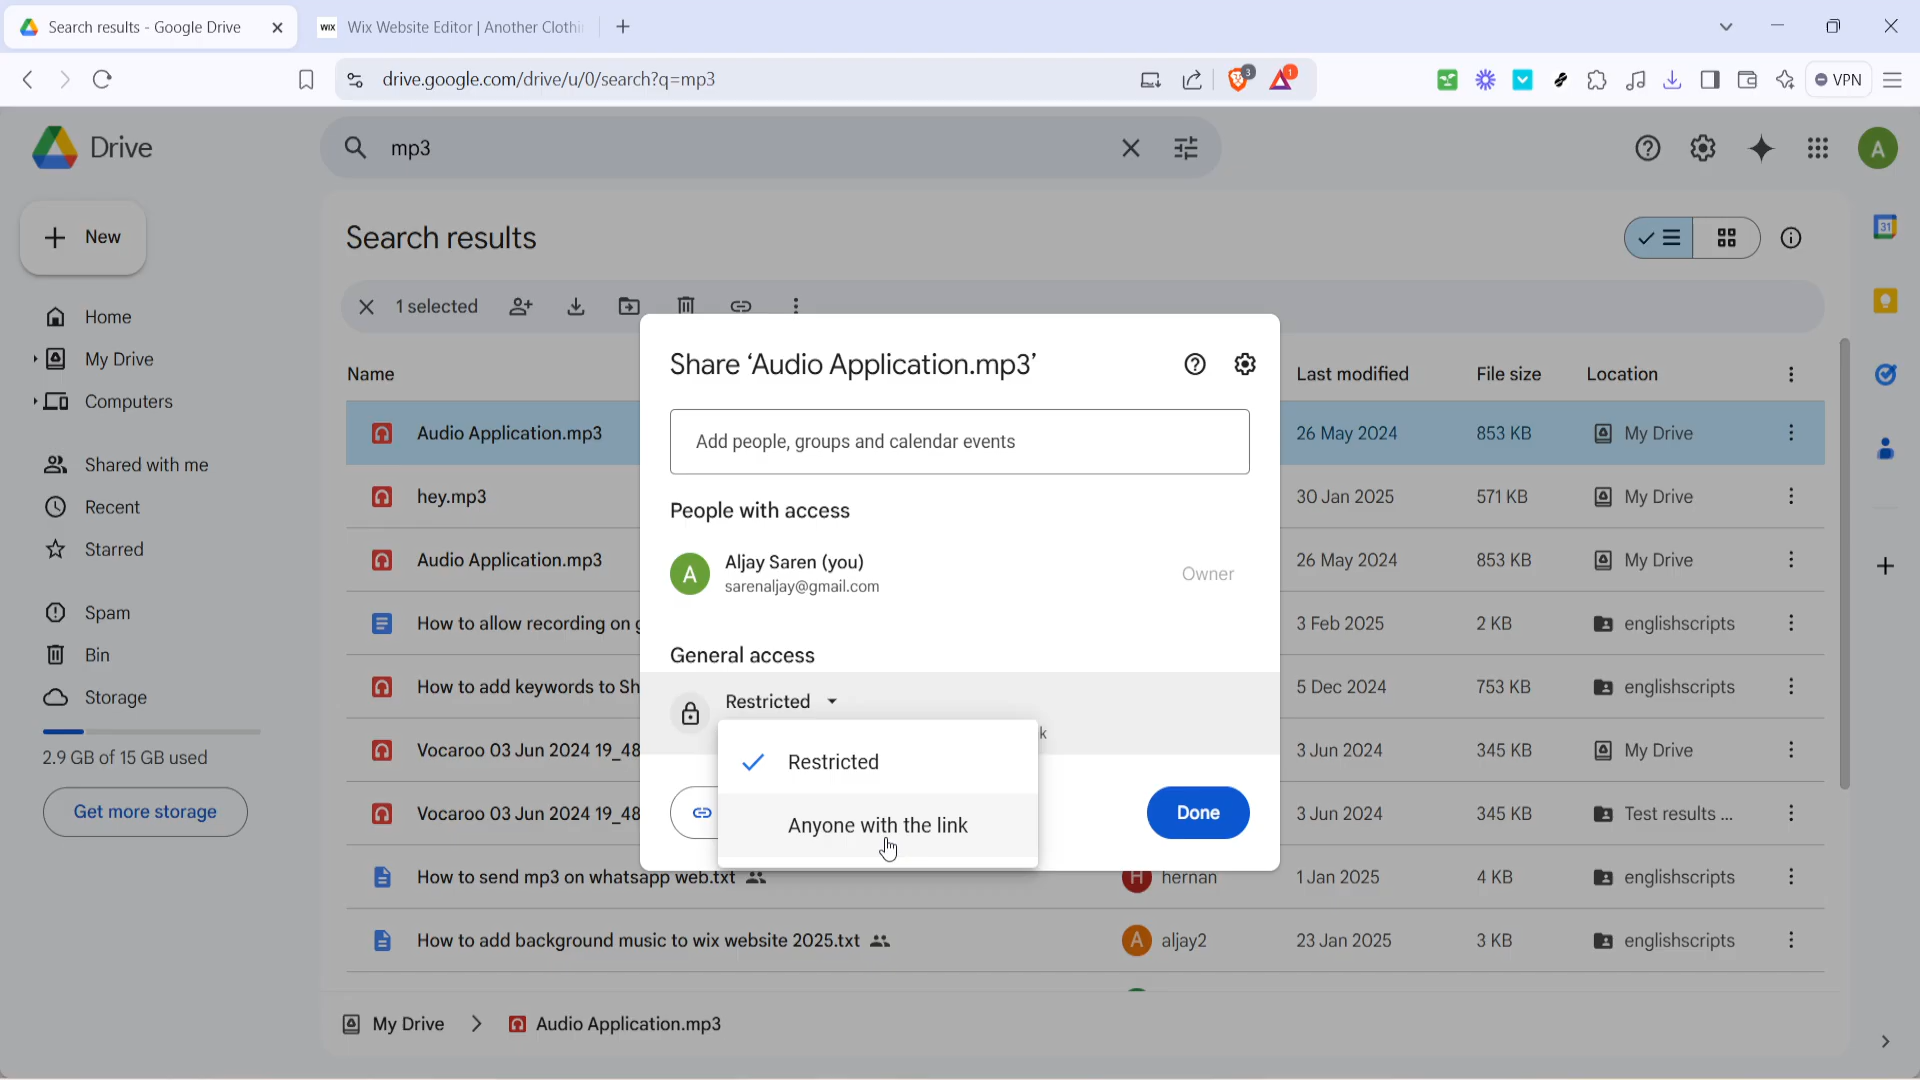 Search results - Google Drive
WIX Wix Website Editor | Another Clothi
drive.google.com/drive/u/0/search?q=mp3
3
1
VPN
Drive
mp3
A
New
Search results
31
1 selected
Home
My Drive
Computers
Shared with me
Recent
Starred
Spam
Bin
Storage
2.9 GB of 15 GB used
Get more storage
Name
Last modified
File size
Location
Audio Application.mp3
26 May 2024
853 KB
My Drive
hey.mp3
30 Jan 2025
571 KB
My Drive
Audio Application.mp3
26 May 2024
853 KB
My Drive
How to allow recording on
3 Feb 2025
2 KB
englishscripts
How to add keywords to Sh
5 Dec 2024
753 KB
englishscripts
Vocaroo 03 Jun 2024 19_48
3 Jun 2024
345 KB
My Drive
Vocaroo 03 Jun 2024 19_48
3 Jun 2024
345 KB
Test results ...
How to send mp3 on whatsapp web.txt
H
hernan
1 Jan 2025
4 KB
englishscripts
How to add background music to wix website 2025.txt
A
aljay2
23 Jan 2025
3 KB
englishscripts
My Drive
Audio Application.mp3
Share ‘Audio Application.mp3’
Add people, groups and calendar events
People with access
A
Aljay Saren (you)
sarenaljay@gmail.com
Owner
General access
Restricted
k
Restricted
Anyone with the link
Done